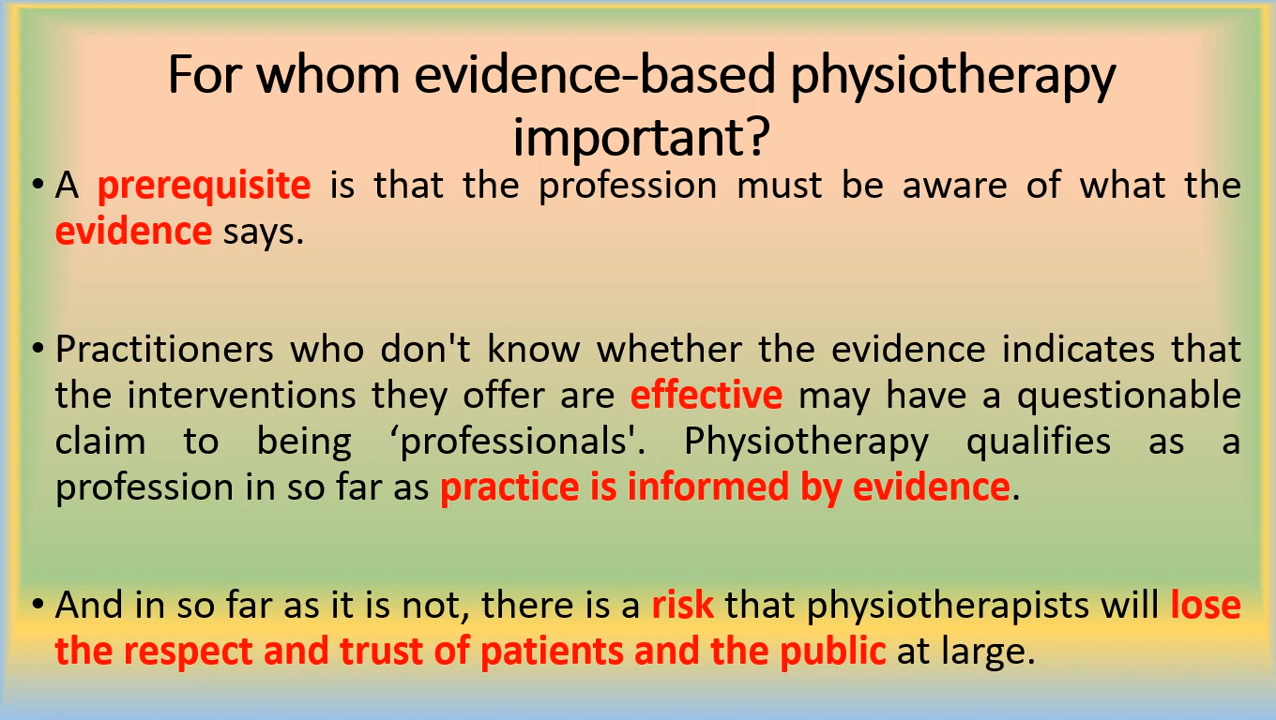 For whom evidence-based physiotherapy
important?
• A prerequisite is that the profession must be aware of what the
evidence says.
• Practitioners who don't know whether the evidence indicates that
the interventions they offer are effective may have a questionable
claim to being ‘professionals'. Physiotherapy qualifies as a
profession in so far as practice is informed by evidence.
• And in so far as it is not, there is a risk that physiotherapists will lose
the respect and trust of patients and the public at large.